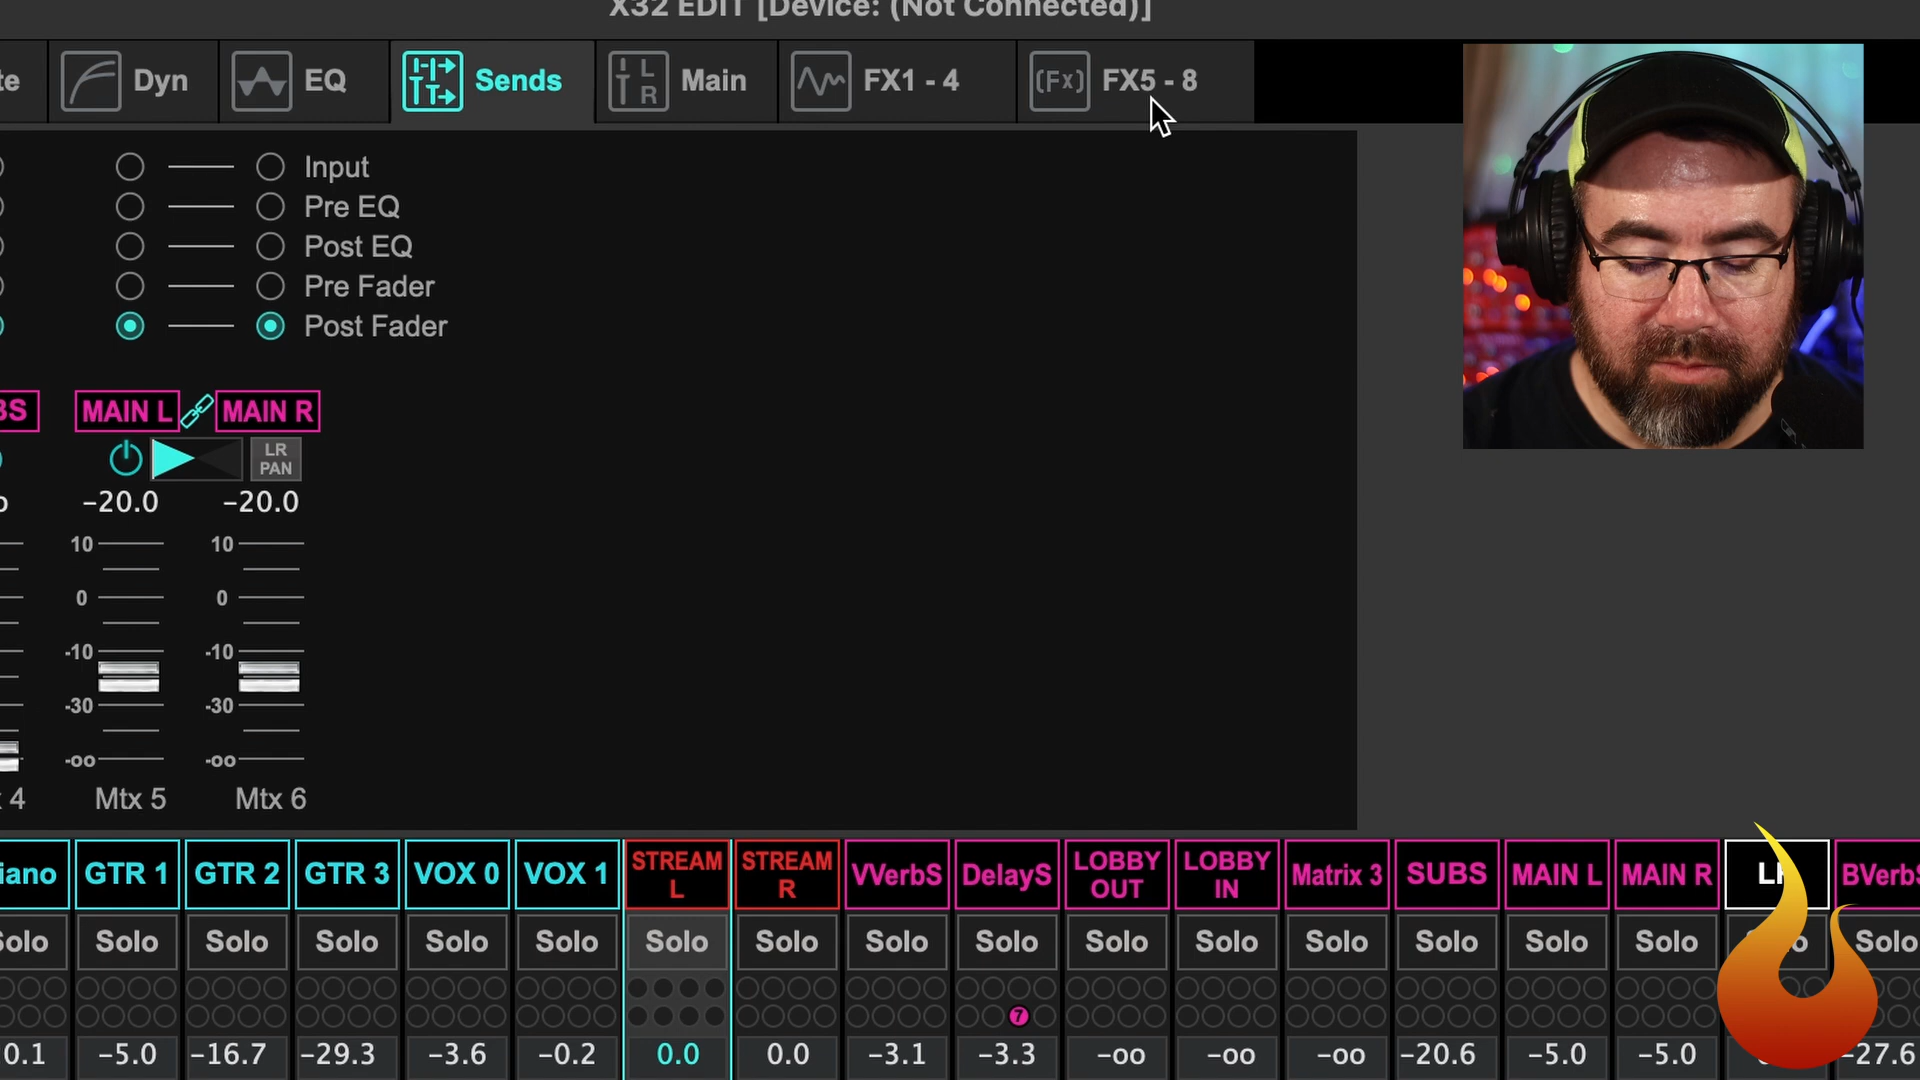 X32 EDIT [Device: (Not Connected)]
te Dyn EQ Sends L R Main FX1 - 4 (Fx) FX5 - 8
Input
Pre EQ
Post EQ
Pre Fader
Post Fader
BS MAIN L MAIN R
LR
PAN
-20.0 -20.0
10 10
0 0
-10 -10
-30 -30
-oo -oo
4 Mtx 5 Mtx 6
iano GTR 1 GTR 2 GTR 3 VOX 0 VOX 1 STREAM L STREAM R VVerbS DelayS LOBBY OUT LOBBY IN Matrix 3 SUBS MAIN L MAIN R BVerbS
Solo Solo Solo Solo Solo Solo Solo Solo Solo Solo Solo Solo Solo Solo Solo Solo Solo
7
0.1 -5.0 -16.7 -29.3 -3.6 -0.2 0.0 0.0 -3.1 -3.3 -oo -oo -oo -20.6 -5.0 -5.0 -27.6